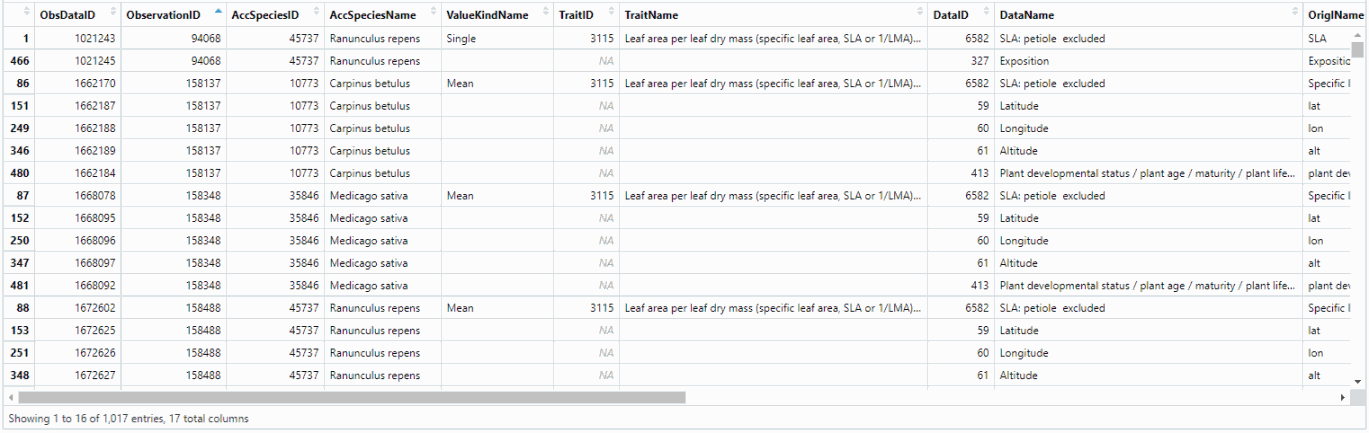 ObsDataID ObservationID AccSpeciesID AccSpeciesName ValueKindName TraitID TraitName DataID DataName OriglName
1 1021243 94068 45737 Ranunculus repens Single 3115 Leaf area per leaf dry mass (specific leaf area, SLA or 1/LMA)... 6582 SLA: petiole excluded SLA
466 1021245 94068 45737 Ranunculus repens NA 327 Exposition Expositic
86 1662170 158137 10773 Carpinus betulus Mean 3115 Leaf area per leaf dry mass (specific leaf area, SLA or 1/LMA)... 6582 SLA: petiole excluded Specific l
151 1662187 158137 10773 Carpinus betulus NA 59 Latitude lat
249 1662188 158137 10773 Carpinus betulus NA 60 Longitude lon
346 1662189 158137 10773 Carpinus betulus NA 61 Altitude alt
480 1662184 158137 10773 Carpinus betulus NA 413 Plant developmental status / plant age / maturity / plant life... plant dev
87 1668078 158348 35846 Medicago sativa Mean 3115 Leaf area per leaf dry mass (specific leaf area, SLA or 1/LMA)... 6582 SLA: petiole excluded Specific l
152 1668095 158348 35846 Medicago sativa NA 59 Latitude lat
250 1668096 158348 35846 Medicago sativa NA 60 Longitude lon
347 1668097 158348 35846 Medicago sativa NA 61 Altitude alt
481 1668092 158348 35846 Medicago sativa NA 413 Plant developmental status / plant age / maturity / plant life... plant dev
88 1672602 158488 45737 Ranunculus repens Mean 3115 Leaf area per leaf dry mass (specific leaf area, SLA or 1/LMA)... 6582 SLA: petiole excluded Specific l
153 1672625 158488 45737 Ranunculus repens NA 59 Latitude lat
251 1672626 158488 45737 Ranunculus repens NA 60 Longitude lon
348 1672627 158488 45737 Ranunculus repens NA 61 Altitude alt
Showing 1 to 16 of 1,017 entries, 17 total columns